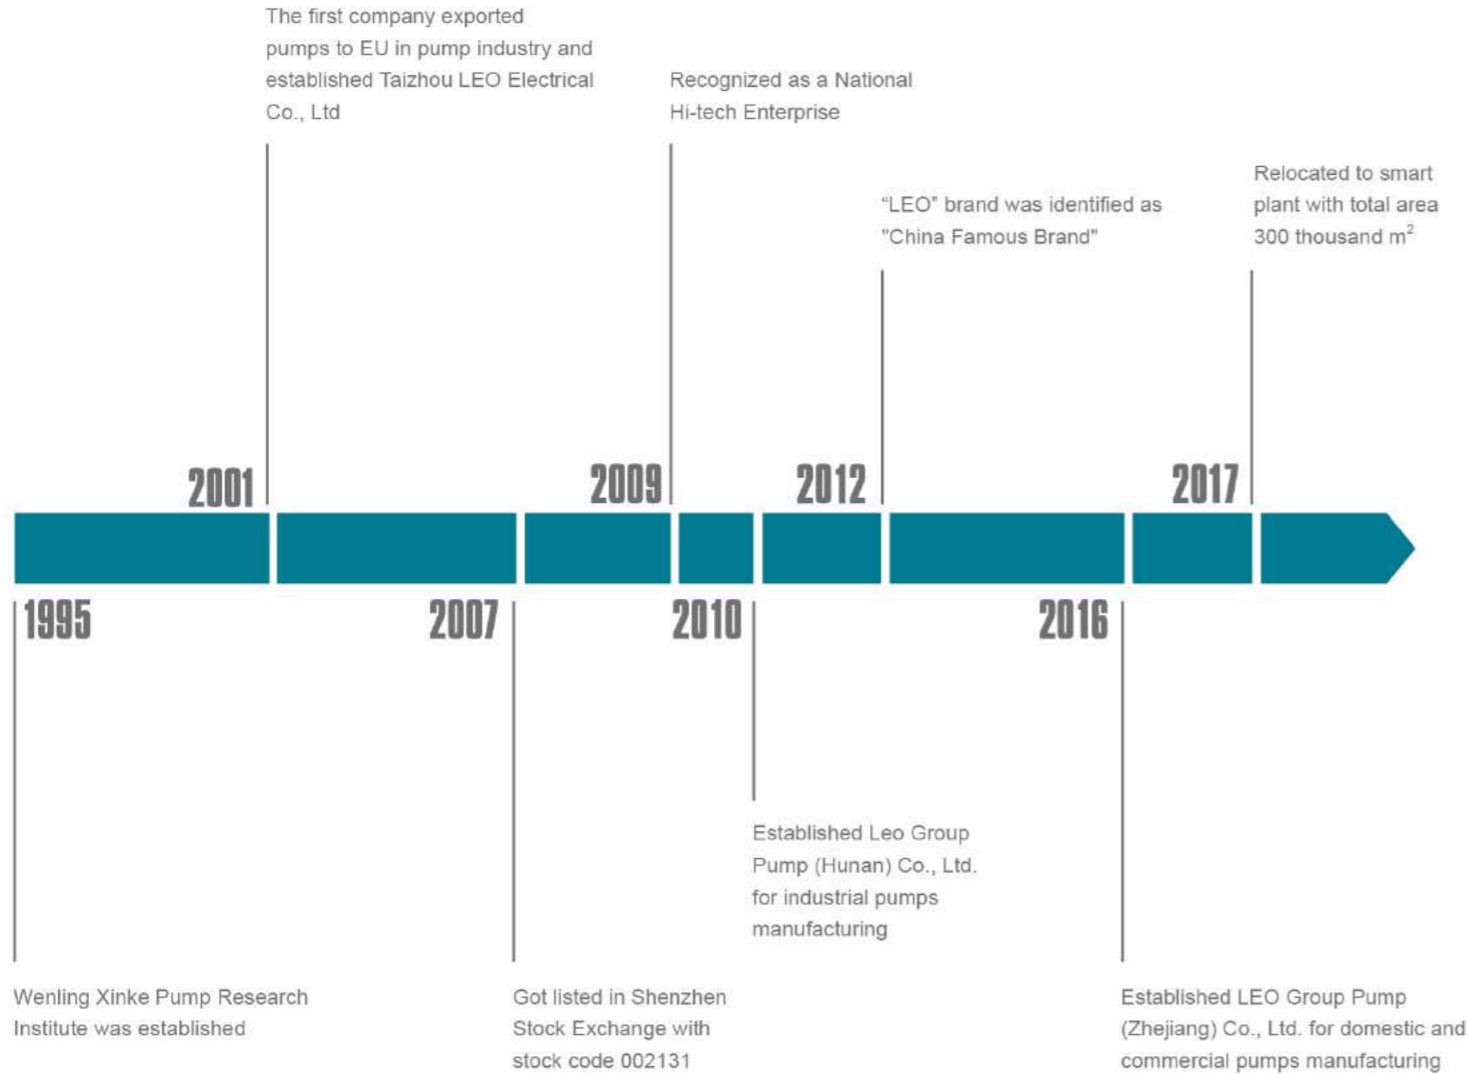 The first company exported
pumps to EU in pump industry and
established Taizhou LEO Electrical
Co., Ltd
Recognized as a National
Hi-tech Enterprise
“LEO” brand was identified as
"China Famous Brand"
Relocated to smart
plant with total area
300 thousand m²
2001
2009
2012
2017
1995
2007
2010
2016
Wenling Xinke Pump Research
Institute was established
Got listed in Shenzhen
Stock Exchange with
stock code 002131
Established Leo Group
Pump (Hunan) Co., Ltd.
for industrial pumps
manufacturing
Established LEO Group Pump
(Zhejiang) Co., Ltd. for domestic and
commercial pumps manufacturing